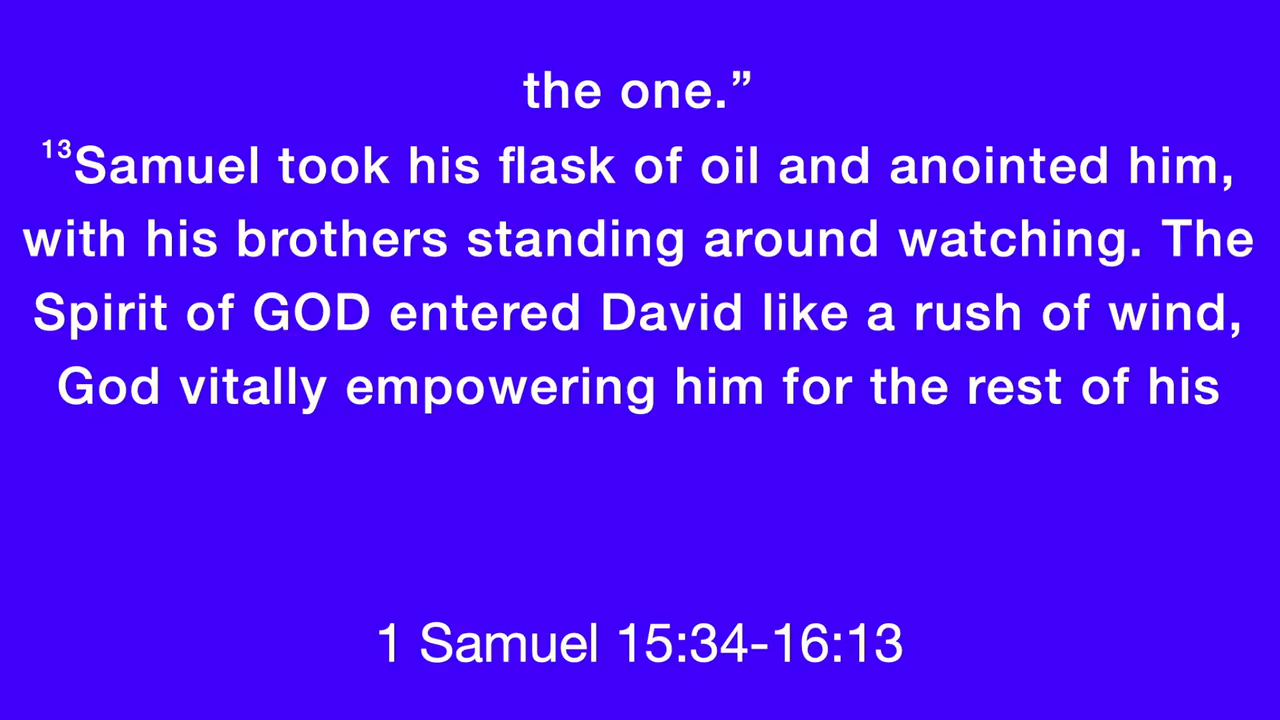 the one.”
¹³Samuel took his flask of oil and anointed him,
with his brothers standing around watching. The
Spirit of GOD entered David like a rush of wind,
God vitally empowering him for the rest of his
1 Samuel 15:34-16:13